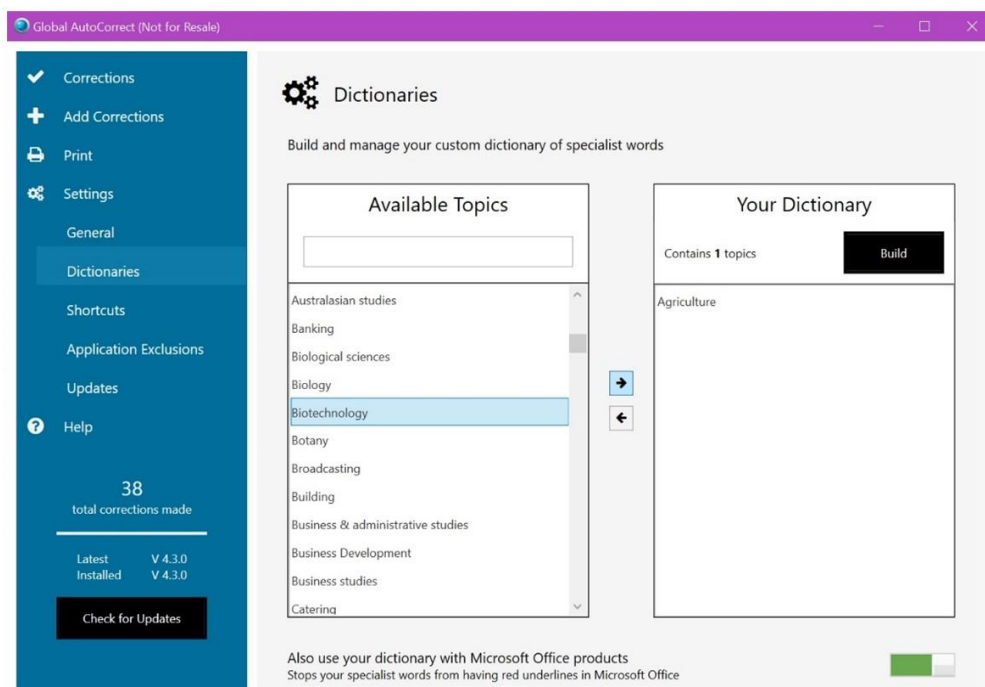 Global AutoCorrect (Not for Resale)
Corrections
Add Corrections
Print
Settings
General
Dictionaries
Shortcuts
Application Exclusions
Updates
Help
38
total corrections made
Latest V 4.3.0
Installed V 4.3.0
Check for Updates
Dictionaries
Build and manage your custom dictionary of specialist words
Available Topics
Australasian studies
Banking
Biological sciences
Biology
Biotechnology
Botany
Broadcasting
Building
Business & administrative studies
Business Development
Business studies
Catering
Your Dictionary
Contains 1 topics
Build
Agriculture
Also use your dictionary with Microsoft Office products
Stops your specialist words from having red underlines in Microsoft Office